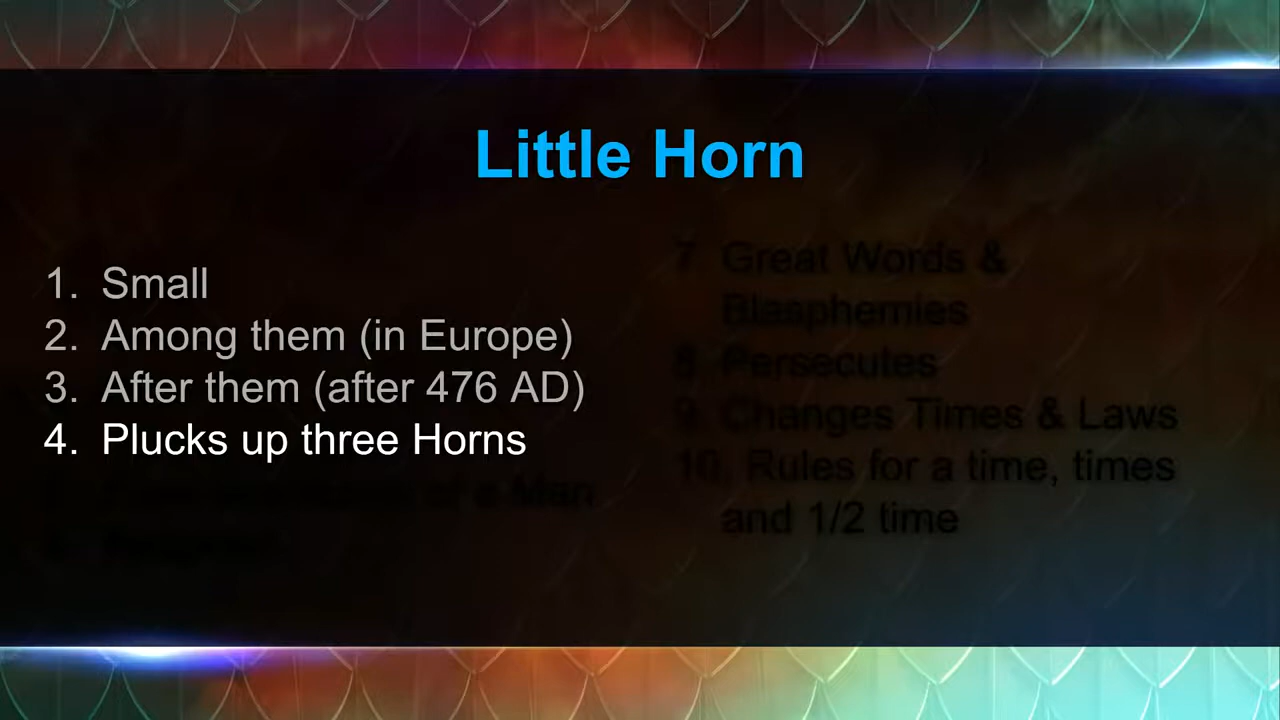 Little Horn
1. Small
2. Among them (in Europe)
3. After them (after 476 AD)
4. Plucks up three Horns
of a Man
7 Great Words &
Blasphemies
8 Persecutes
9. Changes Times & Laws
10. Rules for a time, times
and 1/2 time